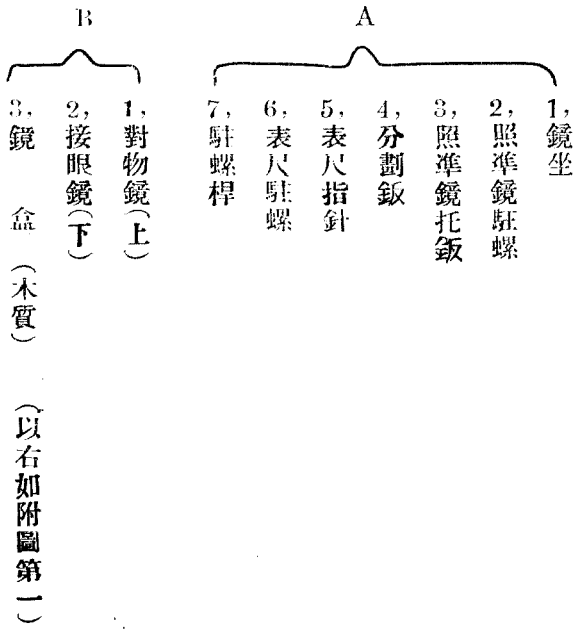 A
1,鏡坐
2,照準鏡駐螺
3,照準鏡托鈑
4,分劃鈑
5,表尺指針
6,表尺駐螺
7,駐螺桿
B
1,對物鏡(上)
2,接眼鏡(下)
3,鏡 盒 (木質) (以右如附圖第一)